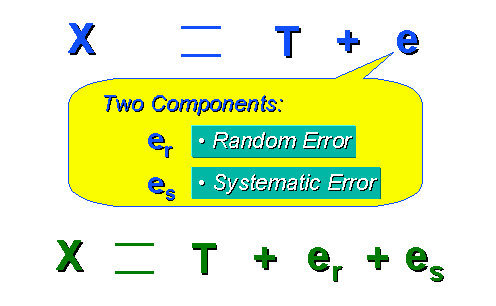 X = T + e
Two Components:
er • Random Error
es • Systematic Error
X = T + er + es